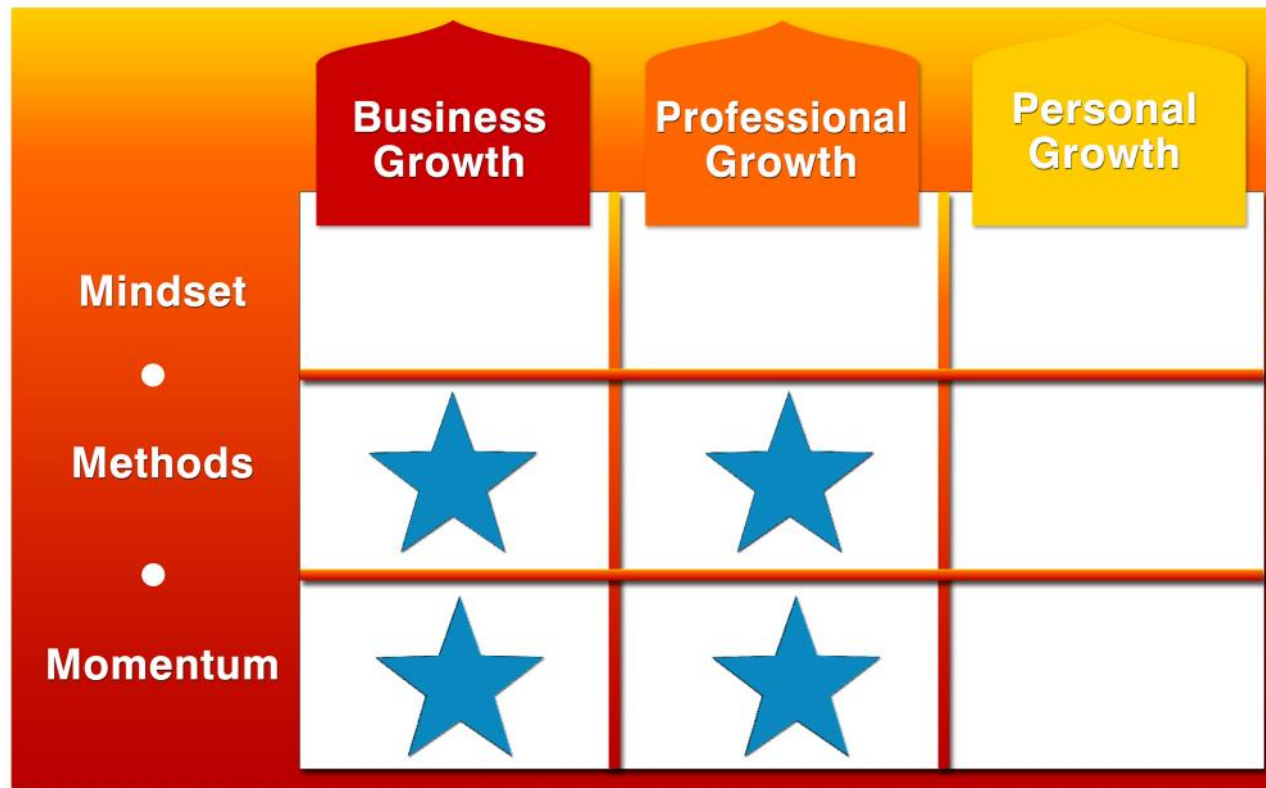 Business
Growth
Professional
Growth
Personal
Growth
Mindset
Methods
Momentum